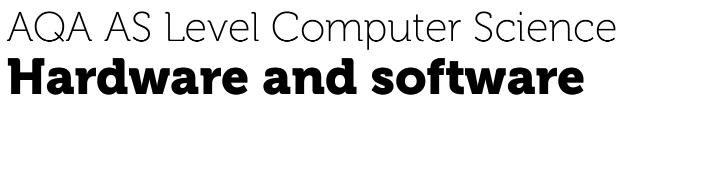 AQA AS Level Computer Science
Hardware and software